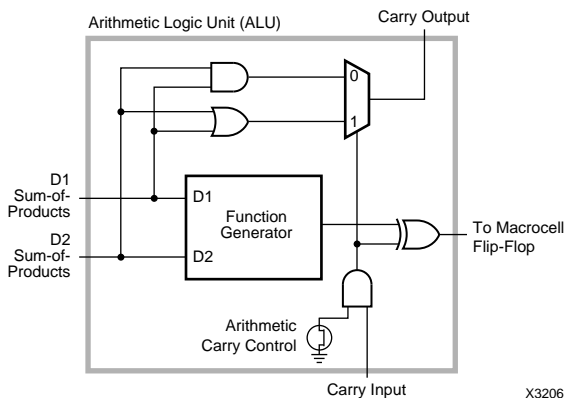 Arithmetic Logic Unit (ALU)
Carry Output
0
1
D1
Sum-of-
Products
D2
Sum-of-
Products
D1
D2
Function
Generator
To Macrocell
Flip-Flop
Arithmetic
Carry Control
Carry Input
X3206